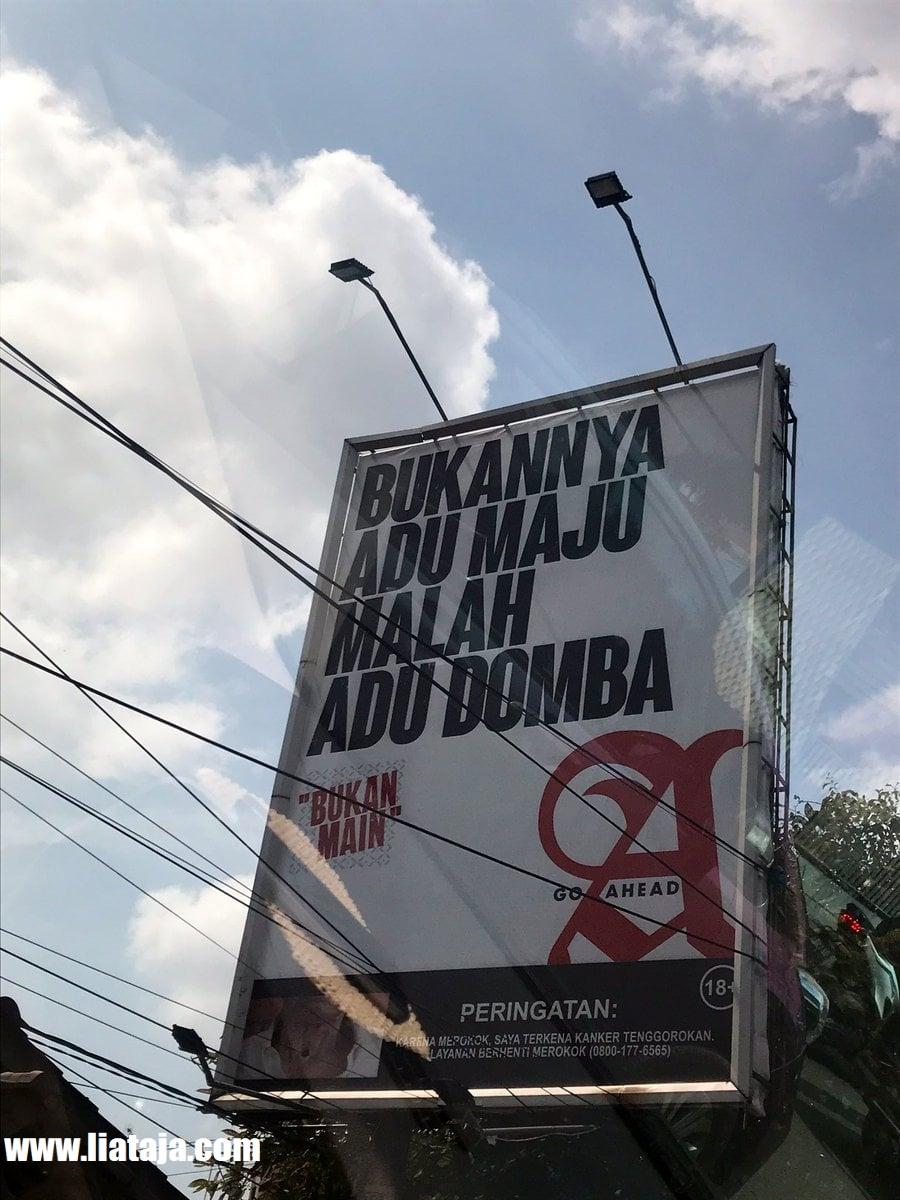 BUKANNYA
ADU MAJU
MALAH
ADU DOMBA
"BUKAN
MAIN"
A
GO AHEAD
18+
PERINGATAN:
KARENA MEROKOK, SAYA TERKENA KANKER TENGGOROKAN.
LAYANAN BERHENTI MEROKOK (0800-177-6565)
www.liataja.com